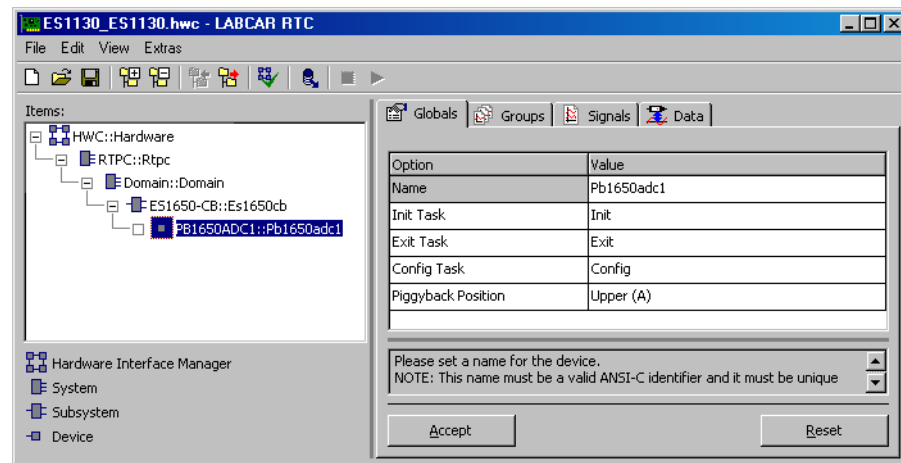 ES1130_ES1130.hwc - LABCAR RTC
File Edit View Extras
Items:
HWC::Hardware
RTPC::Rtpc
Domain::Domain
ES1650-CB::Es1650cb
PB1650ADC1::Pb1650adc1
Hardware Interface Manager
System
Subsystem
Device
Globals Groups Signals Data
Option Value
Name Pb1650adc1
Init Task Init
Exit Task Exit
Config Task Config
Piggyback Position Upper (A)
Please set a name for the device.
NOTE: This name must be a valid ANSI-C identifier and it must be unique
Accept Reset